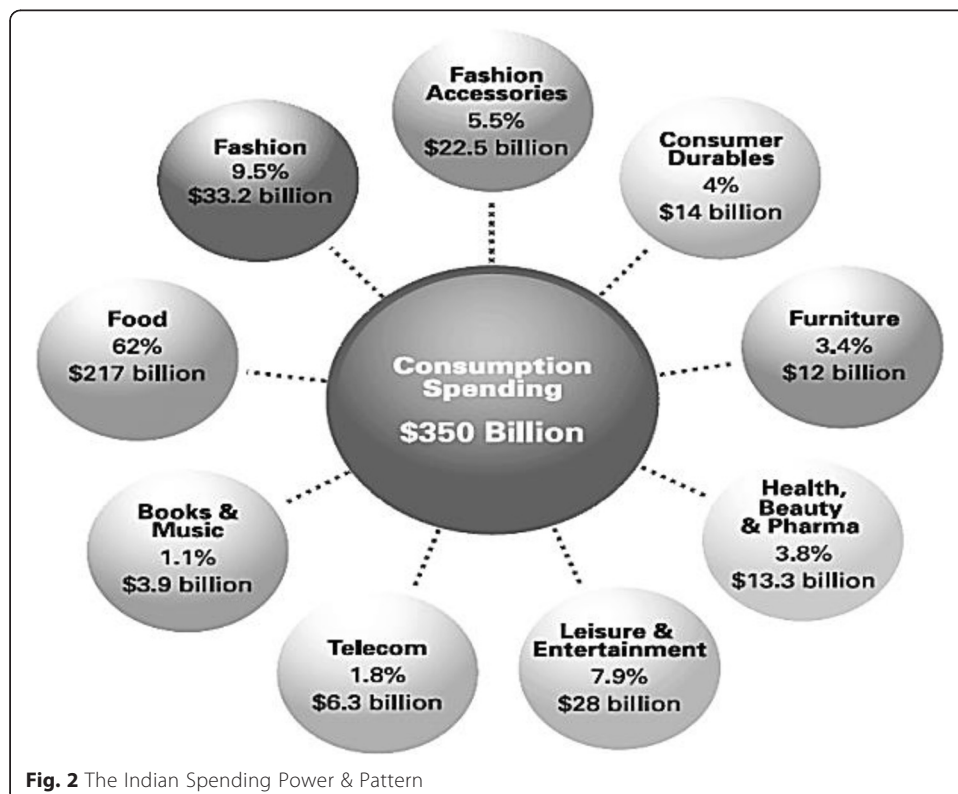 Fashion
Accessories
5.5%
$22.5 billion
Consumer
Durables
4%
$14 billion
Furniture
3.4%
$12 billion
Health,
Beauty
& Pharma
3.8%
$13.3 billion
Leisure &
Entertainment
7.9%
$28 billion
Telecom
1.8%
$6.3 billion
Books &
Music
1.1%
$3.9 billion
Food
62%
$217 billion
Fashion
9.5%
$33.2 billion
Consumption
Spending
$350 Billion
Fig. 2 The Indian Spending Power & Pattern